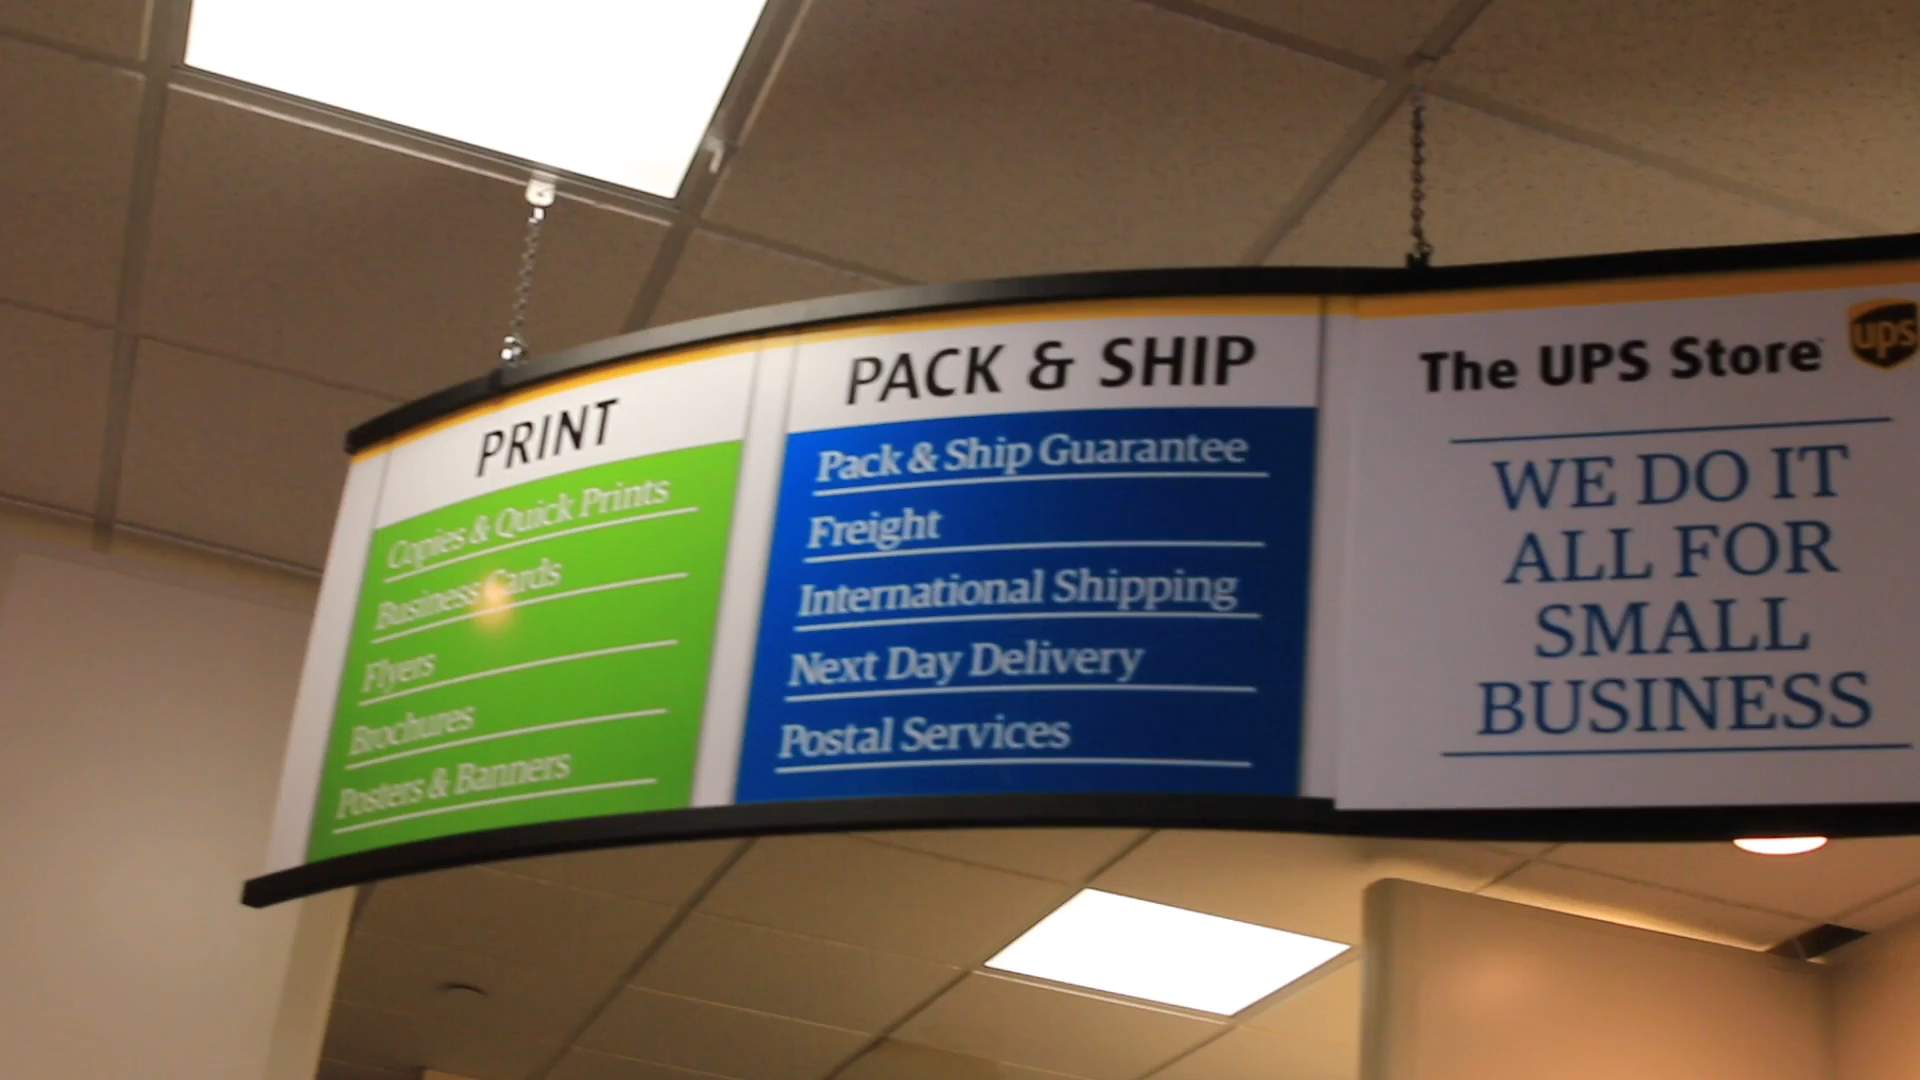 PRINT
Copies & Quick Prints
Business Cards
Flyers
Brochures
Posters & Banners
PACK & SHIP
Pack & Ship Guarantee
Freight
International Shipping
Next Day Delivery
Postal Services
The UPS Store
ups
WE DO IT
ALL FOR
SMALL
BUSINESS